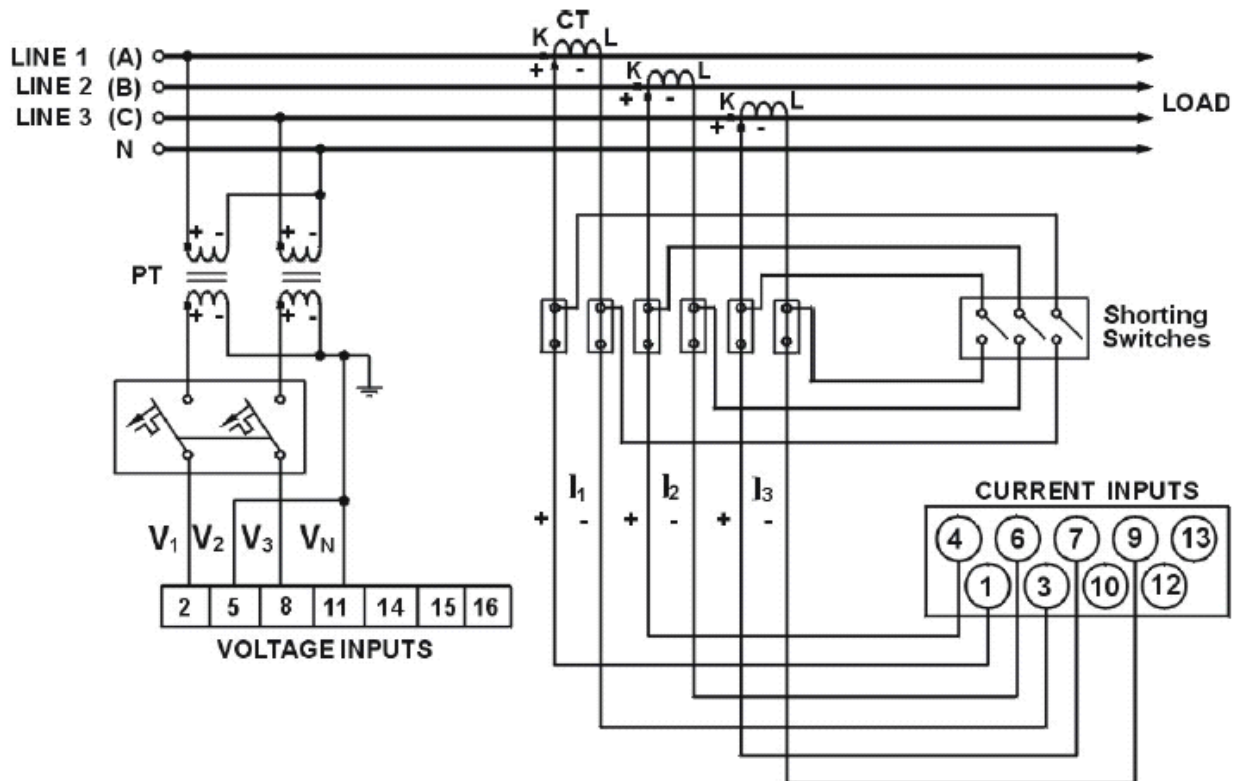 CT
K L
LINE 1 (A)
+ -
K L
LINE 2 (B)
+ -
K L
LINE 3 (C)
+ -
LOAD
N
+ - + -
PT
+ - + -
Shorting
Switches
I₁ I₂ I₃
+ - + - + -
CURRENT INPUTS
4 6 7 9 13
1 3 10 12
V₁ V₂ V₃ VN
2 5 8 11 14 15 16
VOLTAGE INPUTS